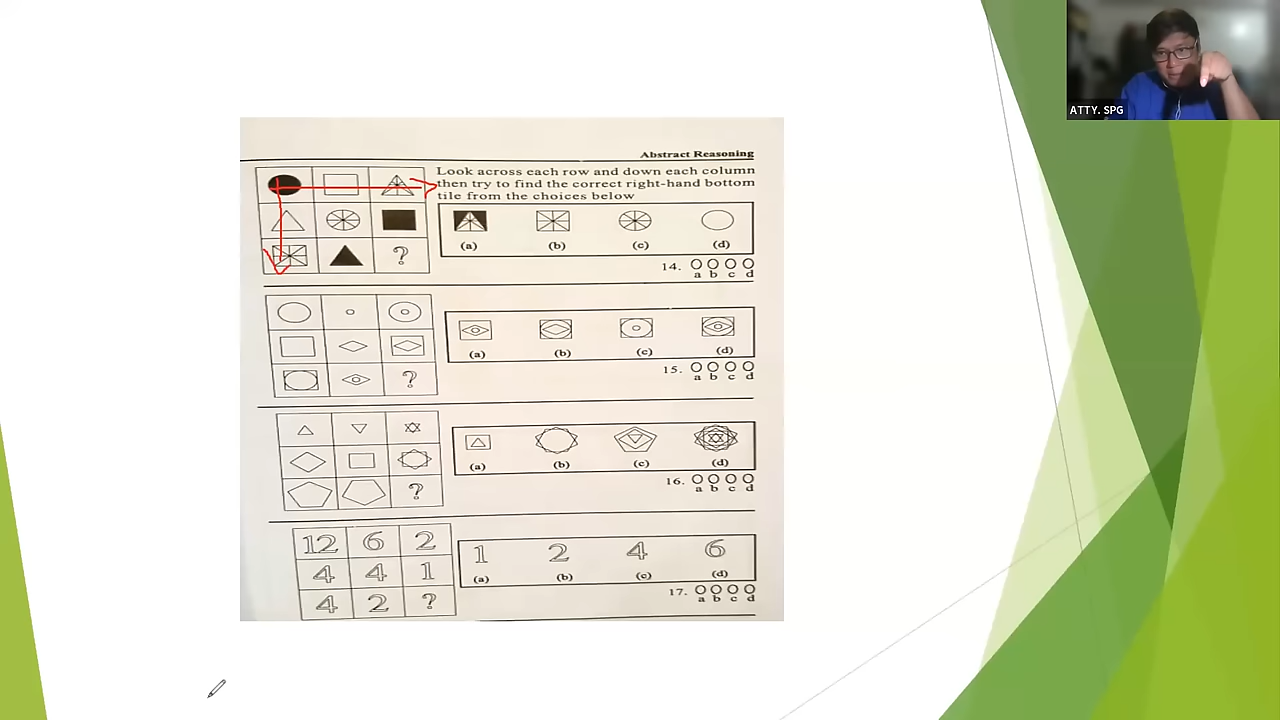 ATTY. SPG
Abstract Reasoning
Look across each row and down each column
then try to find the correct right-hand bottom
tile from the choices below
?
(a) (b) (c) (d)
14.
a b c d
?
(a) (b) (c) (d)
15.
a b c d
?
(a) (b) (c) (d)
16.
a b c d
12 6 2
4 4 1
4 2 ?
1 2 4 6
(a) (b) (c) (d)
17.
a b c d